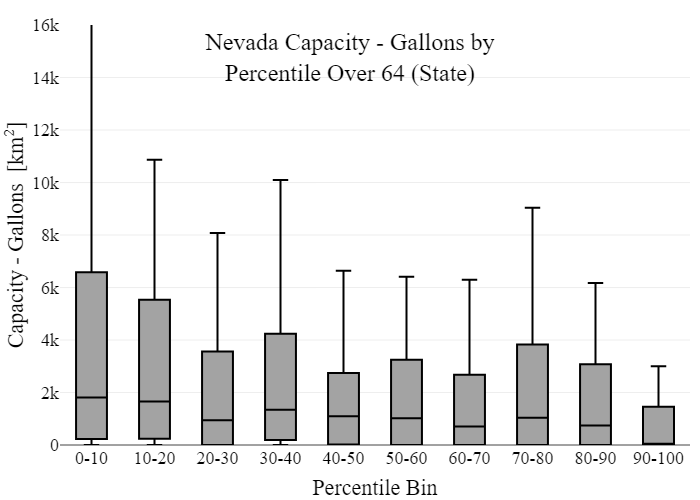 Nevada Capacity - Gallons by
Percentile Over 64 (State)
Capacity - Gallons [km²]
16k
14k
12k
10k
8k
6k
4k
2k
0
0-10 10-20 20-30 30-40 40-50 50-60 60-70 70-80 80-90 90-100
Percentile Bin